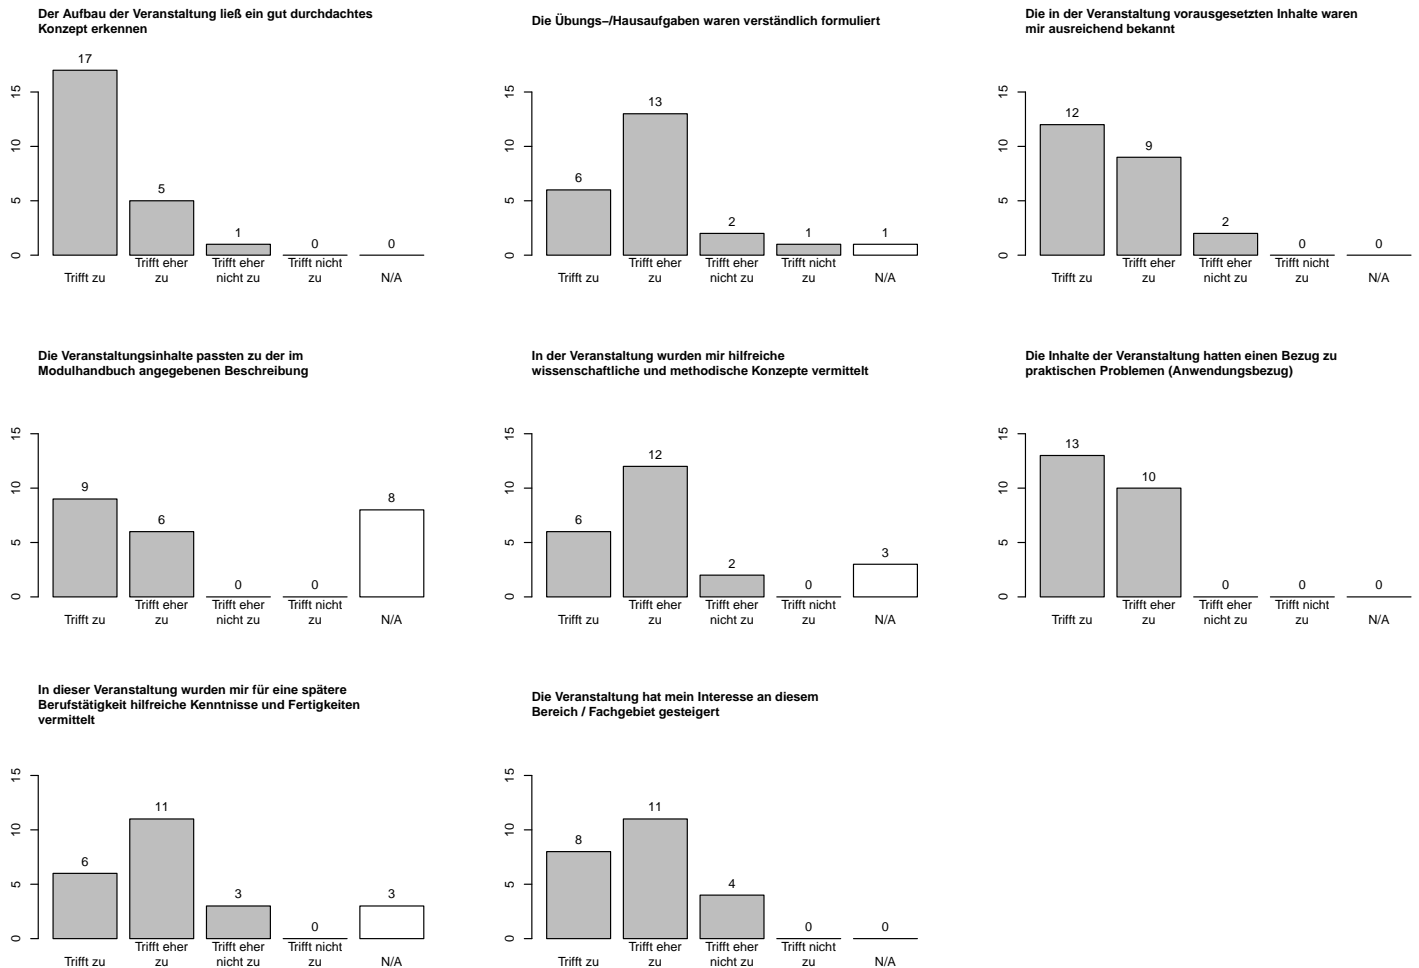 Der Aufbau der Veranstaltung ließ ein gut durchdachtes
Konzept erkennen
17
5
1
0
0
15
10
5
0
Trifft zu
Trifft eher
zu
Trifft eher
nicht zu
Trifft nicht
zu
N/A
Die Übungs−/Hausaufgaben waren verständlich formuliert
6
13
2
1
1
15
10
5
0
Trifft zu
Trifft eher
zu
Trifft eher
nicht zu
Trifft nicht
zu
N/A
Die in der Veranstaltung vorausgesetzten Inhalte waren
mir ausreichend bekannt
12
9
2
0
0
15
10
5
0
Trifft zu
Trifft eher
zu
Trifft eher
nicht zu
Trifft nicht
zu
N/A
Die Veranstaltungsinhalte passten zu der im
Modulhandbuch angegebenen Beschreibung
9
6
0
0
8
15
10
5
0
Trifft zu
Trifft eher
zu
Trifft eher
nicht zu
Trifft nicht
zu
N/A
In der Veranstaltung wurden mir hilfreiche
wissenschaftliche und methodische Konzepte vermittelt
6
12
2
0
3
15
10
5
0
Trifft zu
Trifft eher
zu
Trifft eher
nicht zu
Trifft nicht
zu
N/A
Die Inhalte der Veranstaltung hatten einen Bezug zu
praktischen Problemen (Anwendungsbezug)
13
10
0
0
0
15
10
5
0
Trifft zu
Trifft eher
zu
Trifft eher
nicht zu
Trifft nicht
zu
N/A
In dieser Veranstaltung wurden mir für eine spätere
Berufstätigkeit hilfreiche Kenntnisse und Fertigkeiten
vermittelt
6
11
3
0
3
15
10
5
0
Trifft zu
Trifft eher
zu
Trifft eher
nicht zu
Trifft nicht
zu
N/A
Die Veranstaltung hat mein Interesse an diesem
Bereich / Fachgebiet gesteigert
8
11
4
0
0
15
10
5
0
Trifft zu
Trifft eher
zu
Trifft eher
nicht zu
Trifft nicht
zu
N/A